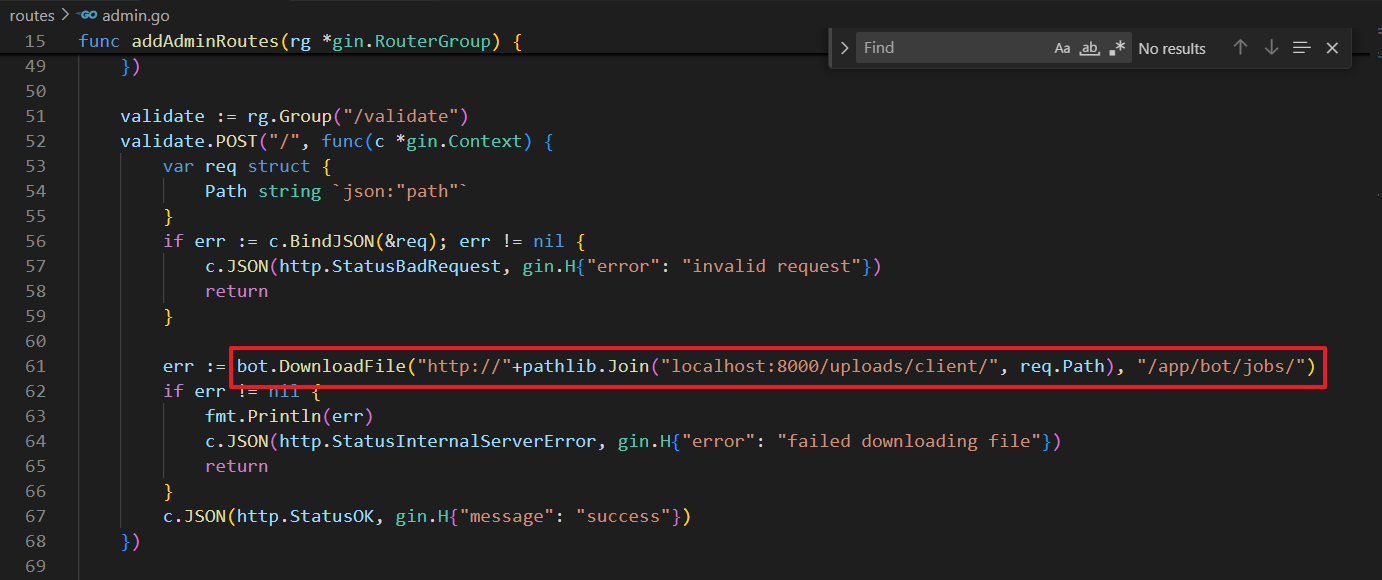 routes > GO admin.go
15 func addAdminRoutes(rg *gin.RouterGroup) {
Find Aa ab .* No results
49 })
50
51 validate := rg.Group("/validate")
52 validate.POST("/", func(c *gin.Context) {
53 var req struct {
54 Path string `json:"path"`
55 }
56 if err := c.BindJSON(&req); err != nil {
57 c.JSON(http.StatusBadRequest, gin.H{"error": "invalid request"})
58 return
59 }
60
61 err := bot.DownloadFile("http://"+pathlib.Join("localhost:8000/uploads/client/", req.Path), "/app/bot/jobs/")
62 if err != nil {
63 fmt.Println(err)
64 c.JSON(http.StatusInternalServerError, gin.H{"error": "failed downloading file"})
65 return
66 }
67 c.JSON(http.StatusOK, gin.H{"message": "success"})
68 })
69